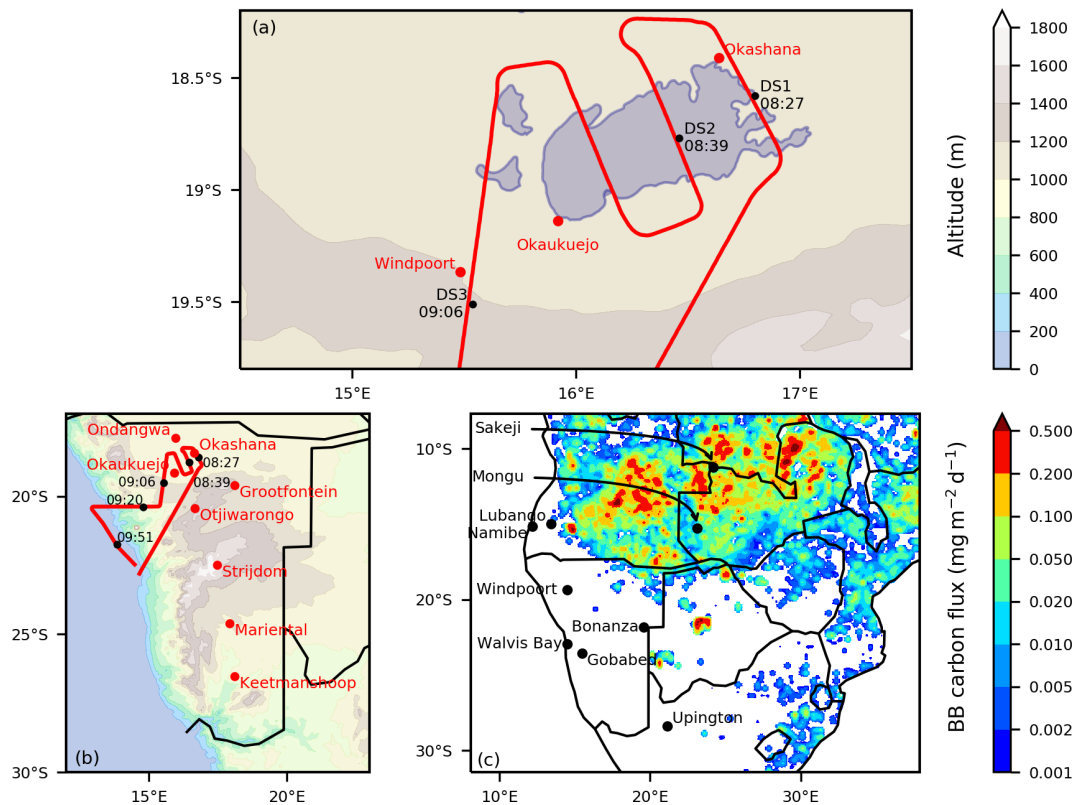 (a)
Okashana
DS1
08:27
DS2
08:39
Okaukuejo
Windpoort
DS3
09:06
18.5°S
19°S
19.5°S
15°E
16°E
17°E
1800
1600
1400
1200
1000
800
600
400
200
0
Altitude (m)
Ondangwa
Okashana
Okaukuejo
08:27
09:06
08:39
09:20
Grootfontein
Otjiwarongo
09:51
Strijdom
Mariental
Keetmanshoop
(b)
20°S
25°S
30°S
15°E
20°E
Sakeji
Mongu
Lubango
Namibe
Windpoort
Bonanza
Walvis Bay
Gobabed
Upington
(c)
10°S
20°S
30°S
10°E
20°E
30°E
0.500
0.200
0.100
0.050
0.020
0.010
0.005
0.002
0.001
BB carbon flux (mg m⁻² d⁻¹)